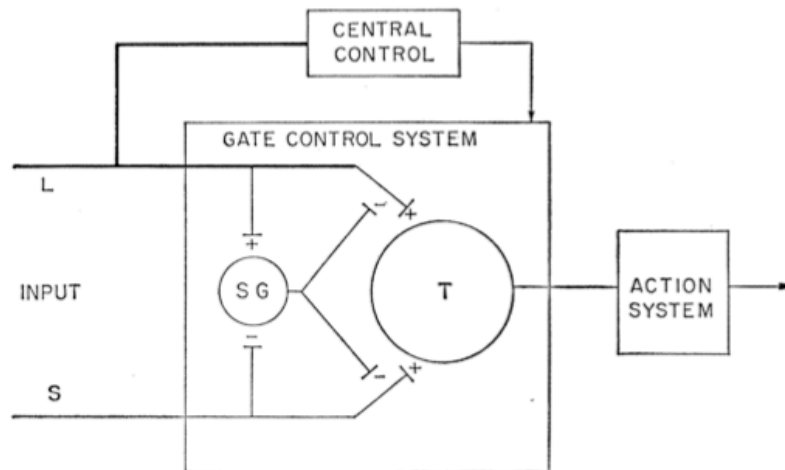 CENTRAL
CONTROL
GATE CONTROL SYSTEM
L
+
-
+
INPUT
SG
T
ACTION
SYSTEM
-
-
+
S